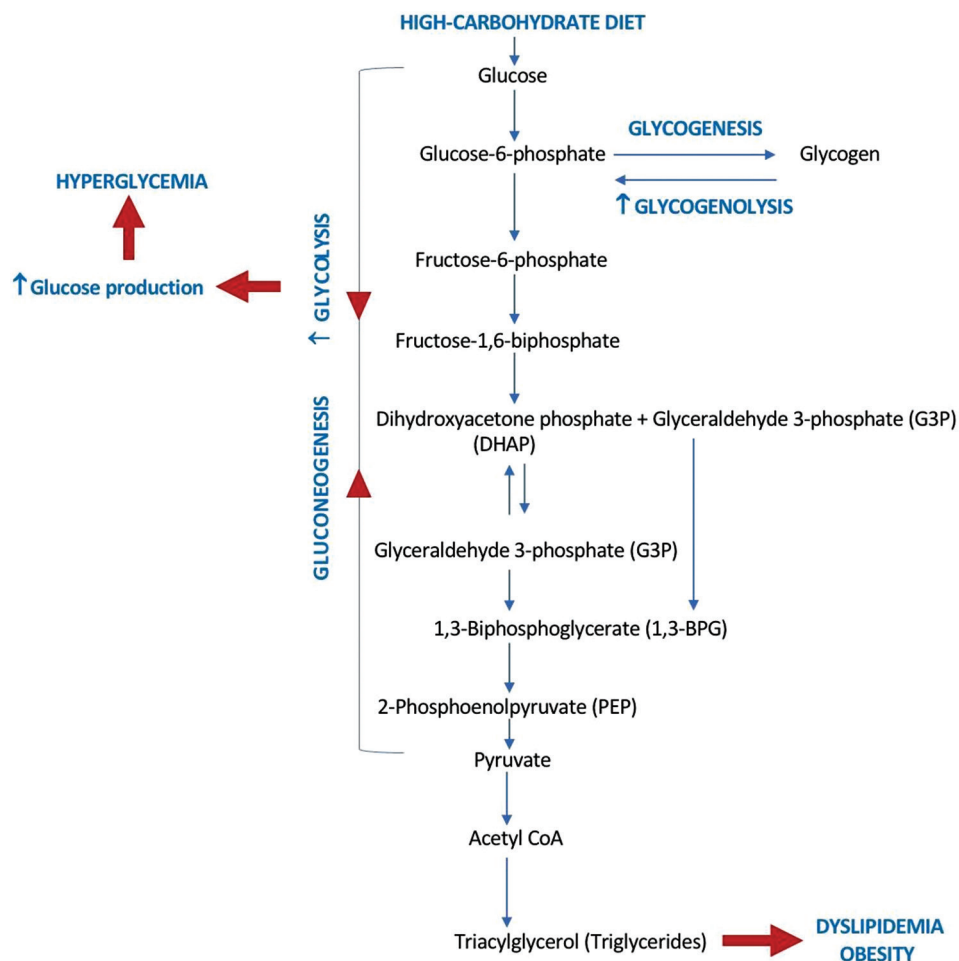 HIGH-CARBOHYDRATE DIET
Glucose
GLYCOGENESIS
Glucose-6-phosphate
Glycogen
↑ GLYCOGENOLYSIS
HYPERGLYCEMIA
↑ Glucose production
↑ GLYCOLYSIS
Fructose-6-phosphate
Fructose-1,6-biphosphate
Dihydroxyacetone phosphate + Glyceraldehyde 3-phosphate (G3P)
(DHAP)
GLUCONEOGENESIS
Glyceraldehyde 3-phosphate (G3P)
1,3-Biphosphoglycerate (1,3-BPG)
2-Phosphoenolpyruvate (PEP)
Pyruvate
Acetyl CoA
Triacylglycerol (Triglycerides)
DYSLIPIDEMIA
OBESITY